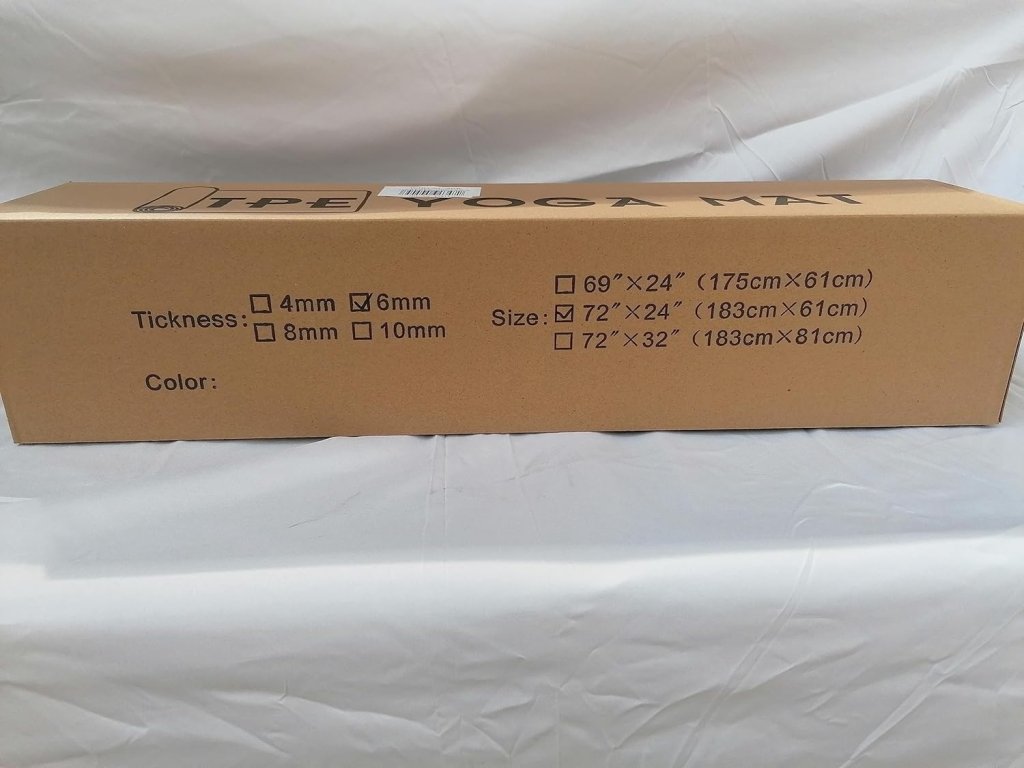 TPE YOGA MAT
Tickness: ☐ 4mm ☑ 6mm
☐ 8mm ☐ 10mm
Size: ☐ 69″×24″ (175cm×61cm)
☑ 72″×24″ (183cm×61cm)
☐ 72″×32″ (183cm×81cm)
Color: